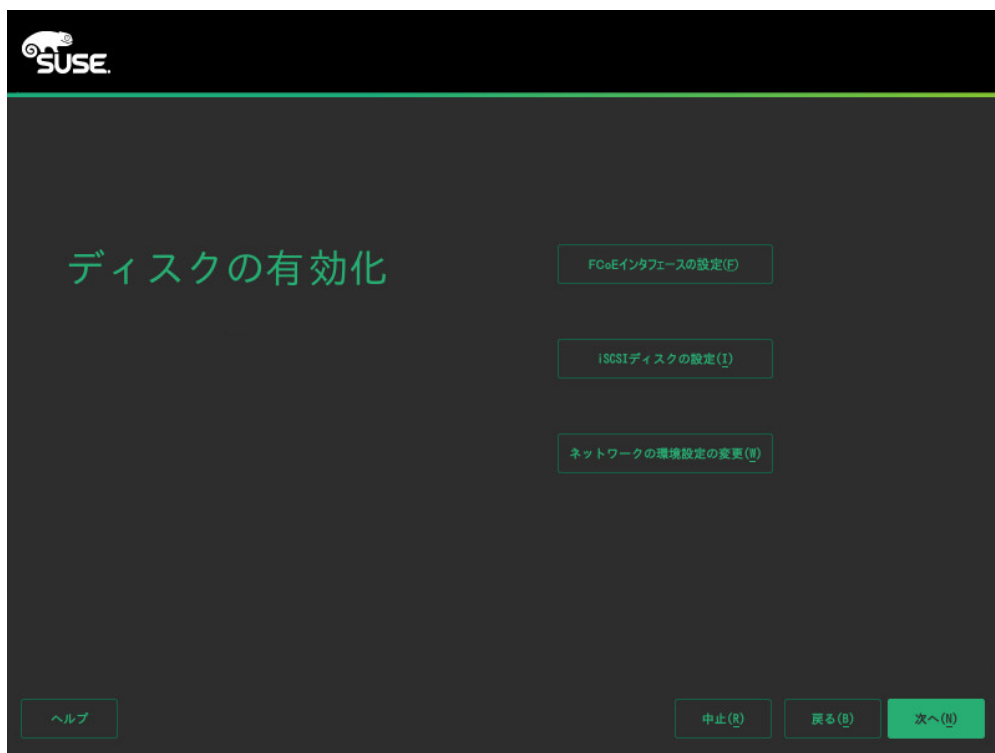 SUSE.
ディスクの有効化
FCoEインタフェースの設定(F)
iSCSIディスクの設定(I)
ネットワークの環境設定の変更(W)
ヘルプ
中止(R)
戻る(B)
次へ(N)